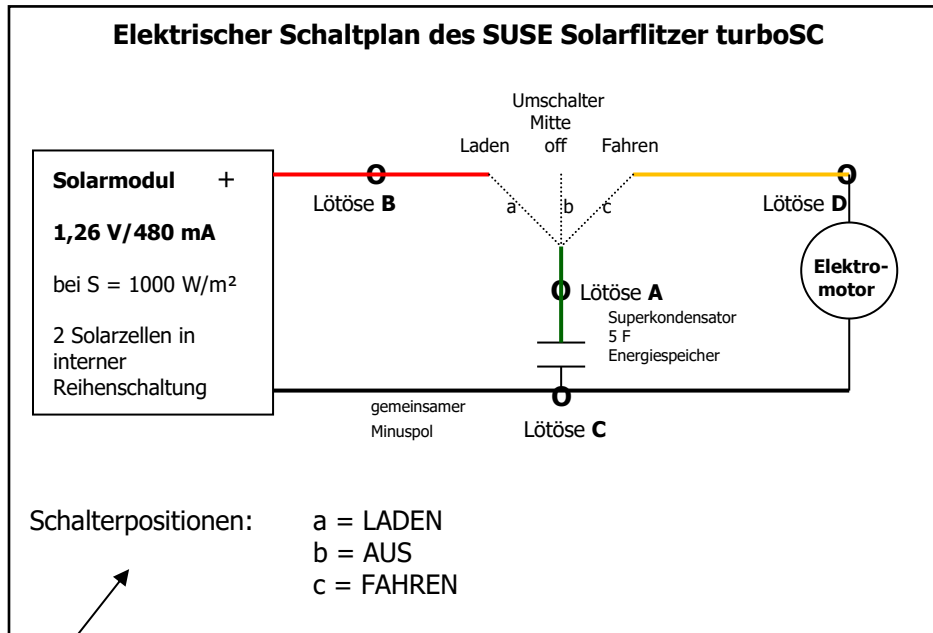 Elektrischer Schaltplan des SUSE Solarflitzer turboSC
Umschalter
Mitte
Laden off Fahren
Solarmodul +
1,26 V/480 mA
bei S = 1000 W/m²
2 Solarzellen in
interner
Reihenschaltung
Lötöse B
a b c
Lötöse D
Elektro-
motor
Lötöse A
Superkondensator
5 F
Energiespeicher
gemeinsamer
Minuspol
Lötöse C
Schalterpositionen: a = LADEN
b = AUS
c = FAHREN